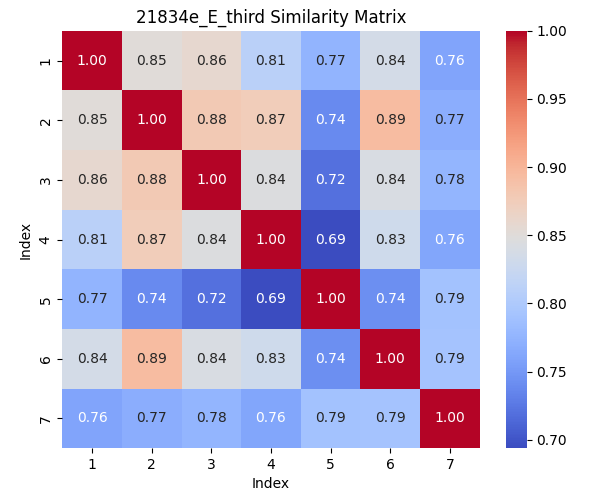 21834e_E_third Similarity Matrix
1 1.00 0.85 0.86 0.81 0.77 0.84 0.76
2 0.85 1.00 0.88 0.87 0.74 0.89 0.77
3 0.86 0.88 1.00 0.84 0.72 0.84 0.78
4 0.81 0.87 0.84 1.00 0.69 0.83 0.76
5 0.77 0.74 0.72 0.69 1.00 0.74 0.79
6 0.84 0.89 0.84 0.83 0.74 1.00 0.79
7 0.76 0.77 0.78 0.76 0.79 0.79 1.00
1 2 3 4 5 6 7
Index
Index
1.00
0.95
0.90
0.85
0.80
0.75
0.70